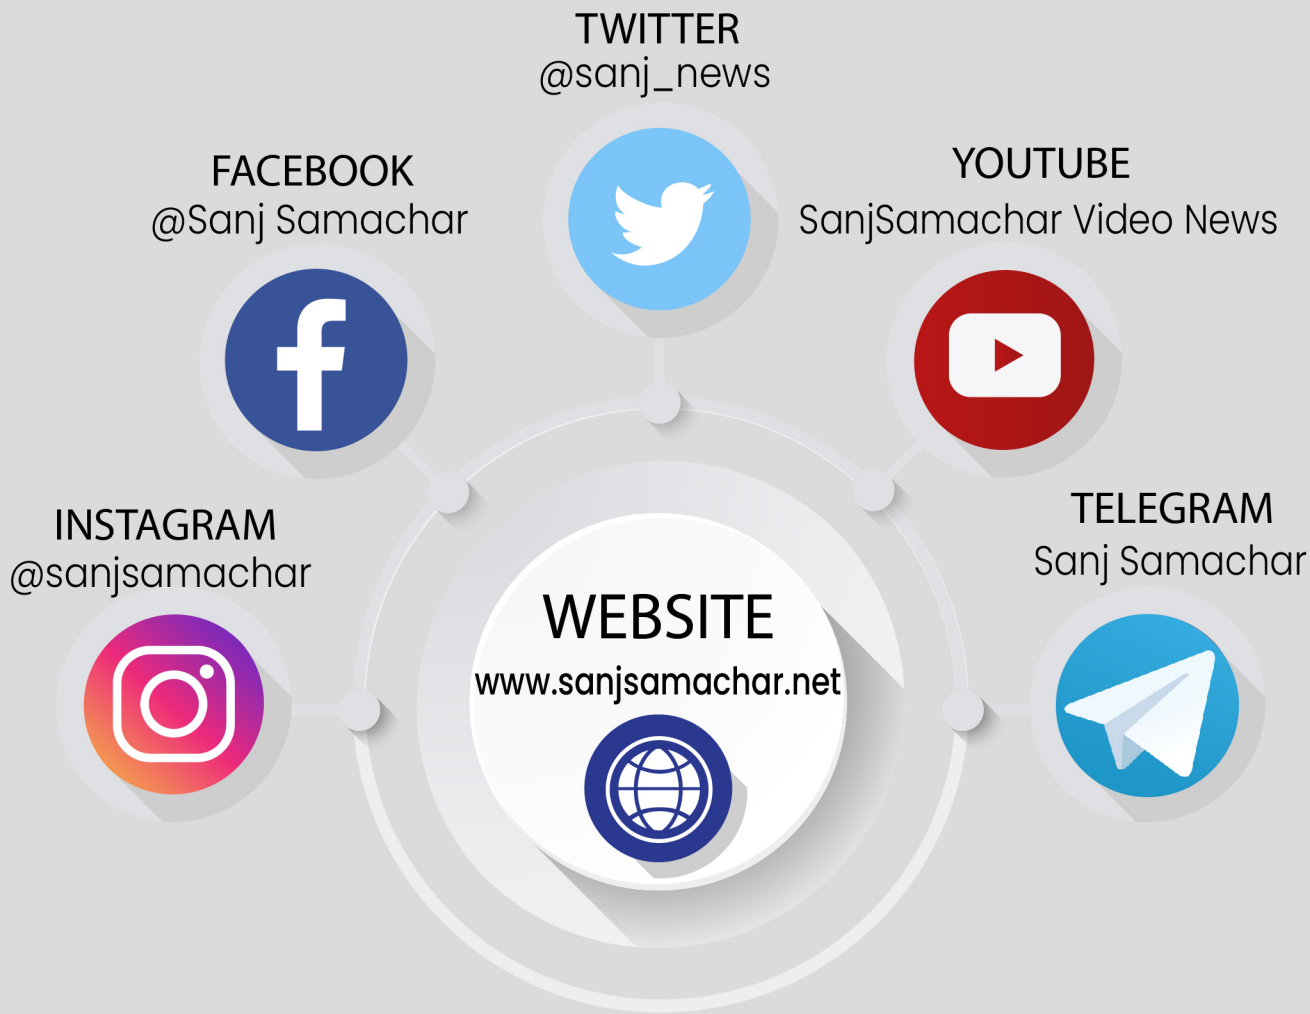 TWITTER
@sanj_news
FACEBOOK
@Sanj Samachar
YOUTUBE
SanjSamachar Video News
INSTAGRAM
@sanjsamachar
TELEGRAM
Sanj Samachar
WEBSITE
www.sanjsamachar.net